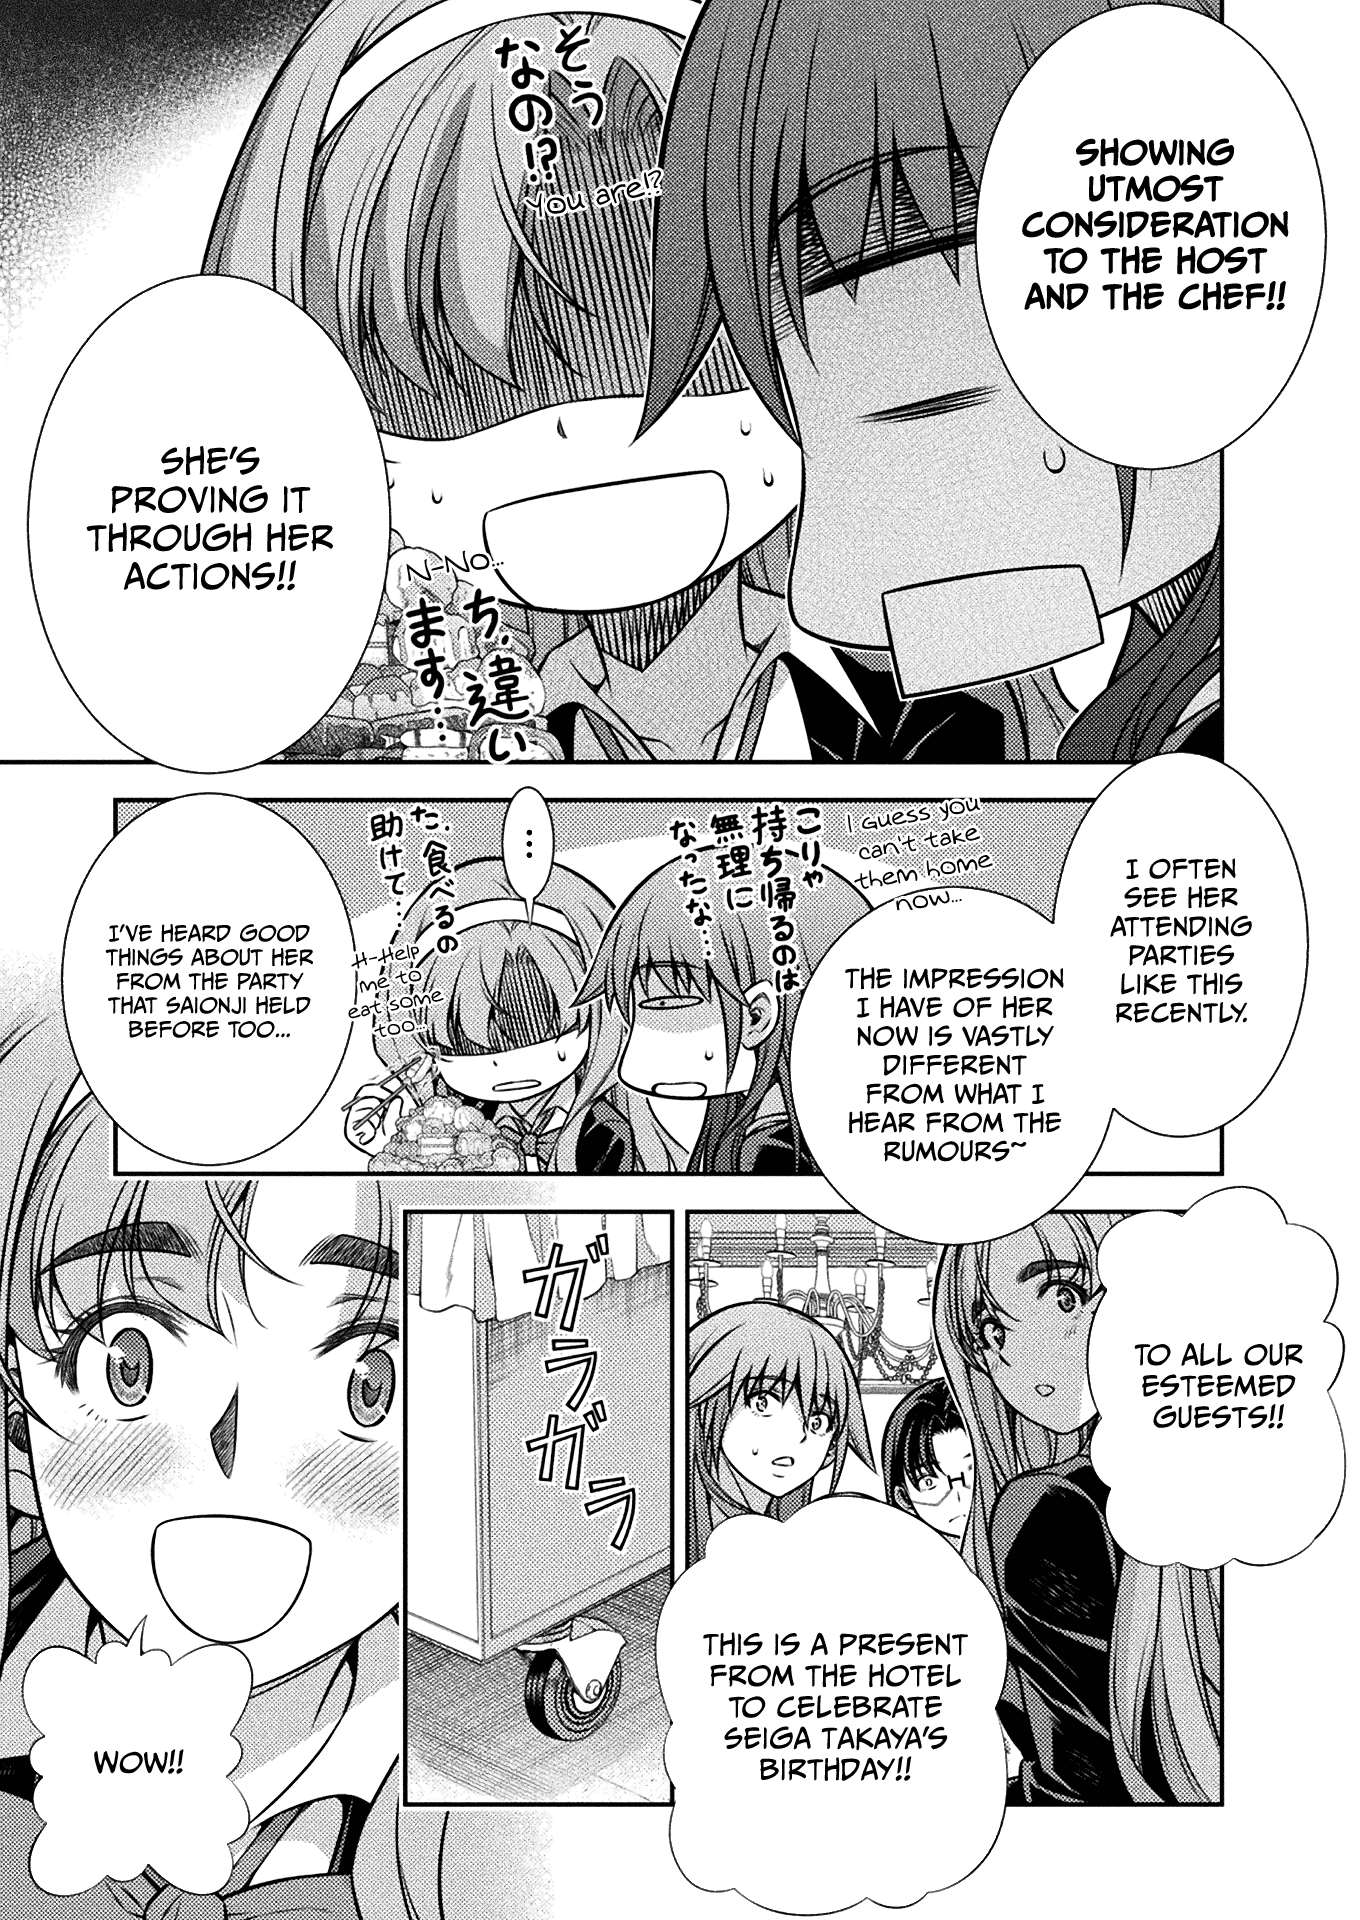 SHOWING
UTMOST
CONSIDERATION
TO THE HOST
AND THE CHEF!!
そう
なの!?
You are!?
SHE'S
PROVING IT
THROUGH HER
ACTIONS!!
N-No...
ち、違い
ます……
I OFTEN
SEE HER
ATTENDING
PARTIES
LIKE THIS
RECENTLY.
I guess you
can't take
them home
now...
こりゃ
持ち帰るのは
無理に
なったな…
THE IMPRESSION
I HAVE OF HER
NOW IS VASTLY
DIFFERENT
FROM WHAT I
HEAR FROM THE
RUMOURS~
…
た、食べるの
助けて…
H-Help
me to
eat some
too...
I'VE HEARD GOOD
THINGS ABOUT HER
FROM THE PARTY
THAT SAIONJI HELD
BEFORE TOO...
TO ALL OUR
ESTEEMED
GUESTS!!
THIS IS A PRESENT
FROM THE HOTEL
TO CELEBRATE
SEIGA TAKAYA'S
BIRTHDAY!!
ガラガラ
WOW!!